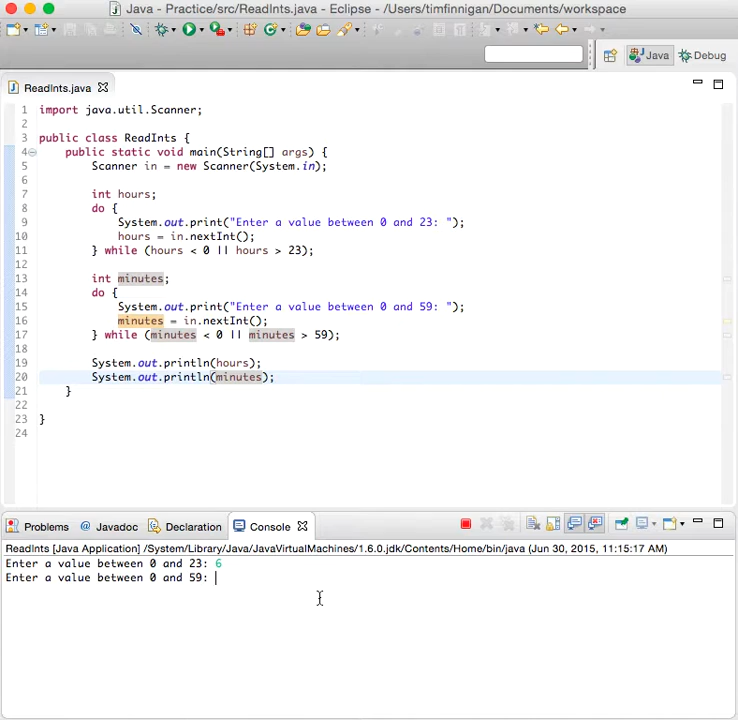 Java - Practice/src/ReadInts.java - Eclipse - /Users/timfinnigan/Documents/workspace
Java Debug
ReadInts.java
1 import java.util.Scanner;
2
3 public class ReadInts {
4 public static void main(String[] args) {
5 Scanner in = new Scanner(System.in);
6
7 int hours;
8 do {
9 System.out.print("Enter a value between 0 and 23: ");
10 hours = in.nextInt();
11 } while (hours < 0 || hours > 23);
12
13 int minutes;
14 do {
15 System.out.print("Enter a value between 0 and 59: ");
16 minutes = in.nextInt();
17 } while (minutes < 0 || minutes > 59);
18
19 System.out.println(hours);
20 System.out.println(minutes);
21 }
22
23 }
24
Problems @ Javadoc Declaration Console
ReadInts [Java Application] /System/Library/Java/JavaVirtualMachines/1.6.0.jdk/Contents/Home/bin/java (Jun 30, 2015, 11:15:17 AM)
Enter a value between 0 and 23: 6
Enter a value between 0 and 59: